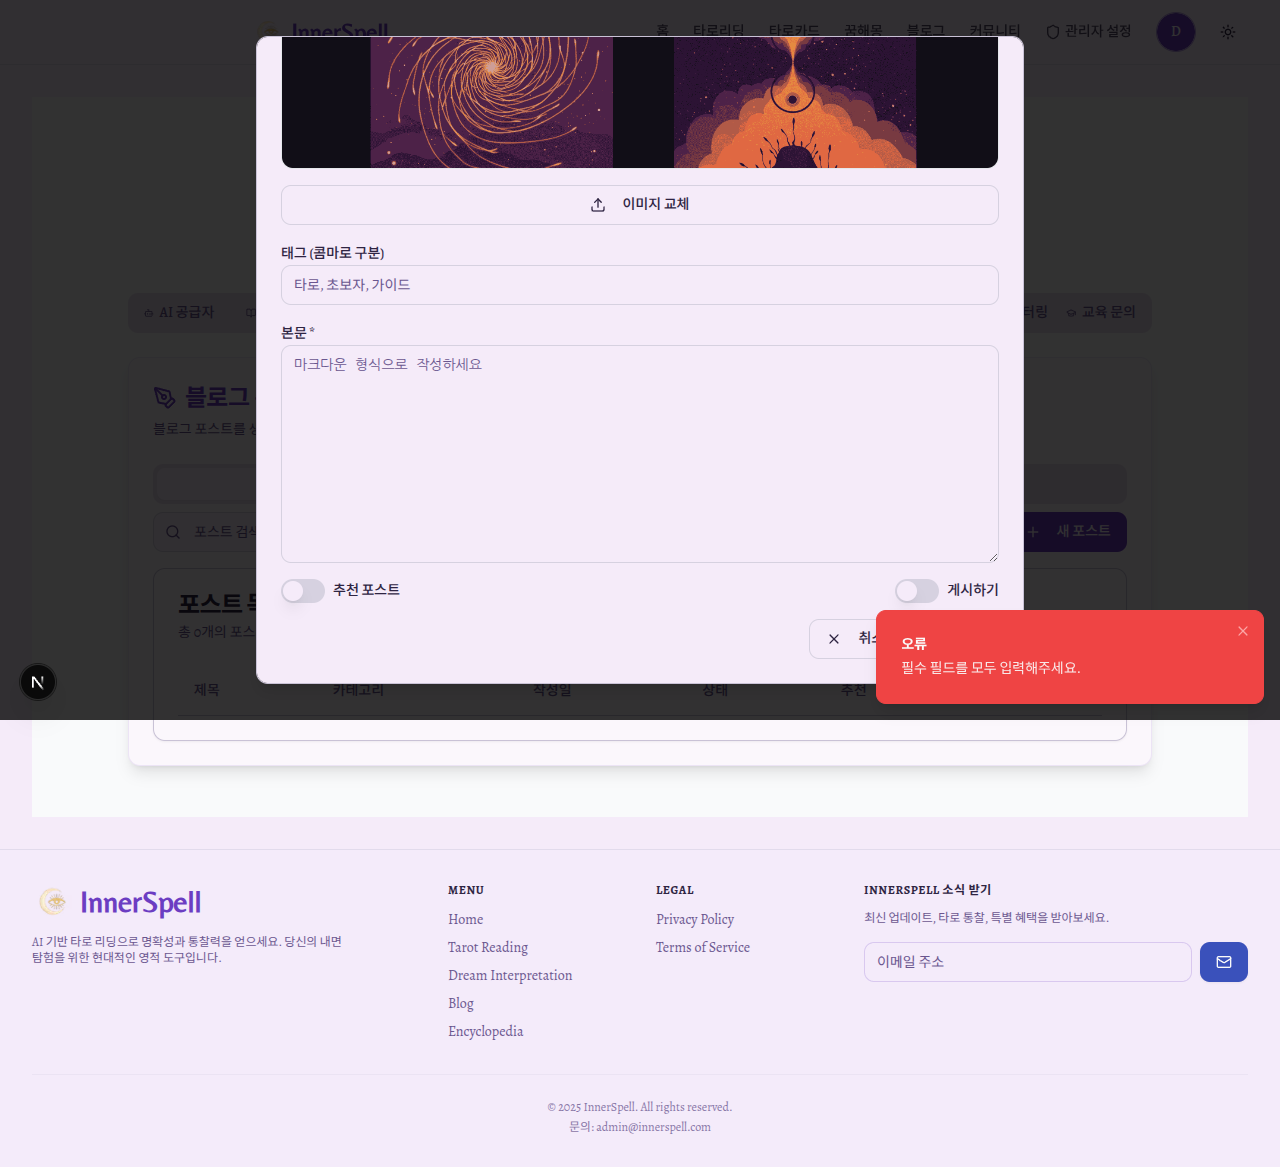 InnerSpell
홈
타로리딩
타로카드
꿈해몽
블로그
커뮤니티
관리자 설정
D
이미지 교체
태그 (콤마로 구분)
타로, 초보자, 가이드
본문 *
마크다운 형식으로 작성하세요
추천 포스트
게시하기
취소
AI 공급자
교육 문의
블로그
블로그 포스트를
포스트 검색
새 포스트
포스트
총 0개의 포스
제목
카테고리
작성일
상태
추천
N
오류
필수 필드를 모두 입력해주세요.
InnerSpell
AI 기반 타로 리딩으로 명확성과 통찰력을 얻으세요. 당신의 내면
탐험을 위한 현대적인 영적 도구입니다.
MENU
Home
Tarot Reading
Dream Interpretation
Blog
Encyclopedia
LEGAL
Privacy Policy
Terms of Service
INNERSPELL 소식 받기
최신 업데이트, 타로 통찰, 특별 혜택을 받아보세요.
이메일 주소
© 2025 InnerSpell. All rights reserved.
문의: admin@innerspell.com